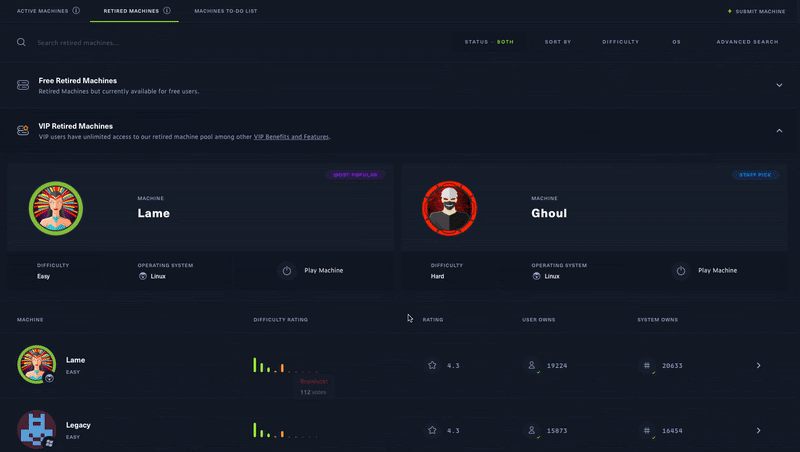 ACTIVE MACHINES RETIRED MACHINES MACHINES TO-DO LIST SUBMIT MACHINE
Search retired machines... STATUS · BOTH SORT BY DIFFICULTY OS ADVANCED SEARCH
Free Retired Machines
Retired Machines but currently available for free users.
VIP Retired Machines
VIP users have unlimited access to our retired machine pool among other VIP Benefits and Features.
MOST POPULAR
MACHINE
Lame
DIFFICULTY OPERATING SYSTEM
Easy Linux Play Machine
STAFF PICK
MACHINE
Ghoul
DIFFICULTY OPERATING SYSTEM
Hard Linux Play Machine
MACHINE DIFFICULTY RATING RATING USER OWNS SYSTEM OWNS
Lame
EASY
4.3 19224 20633
112 votes
Legacy
EASY
4.3 15873 16454